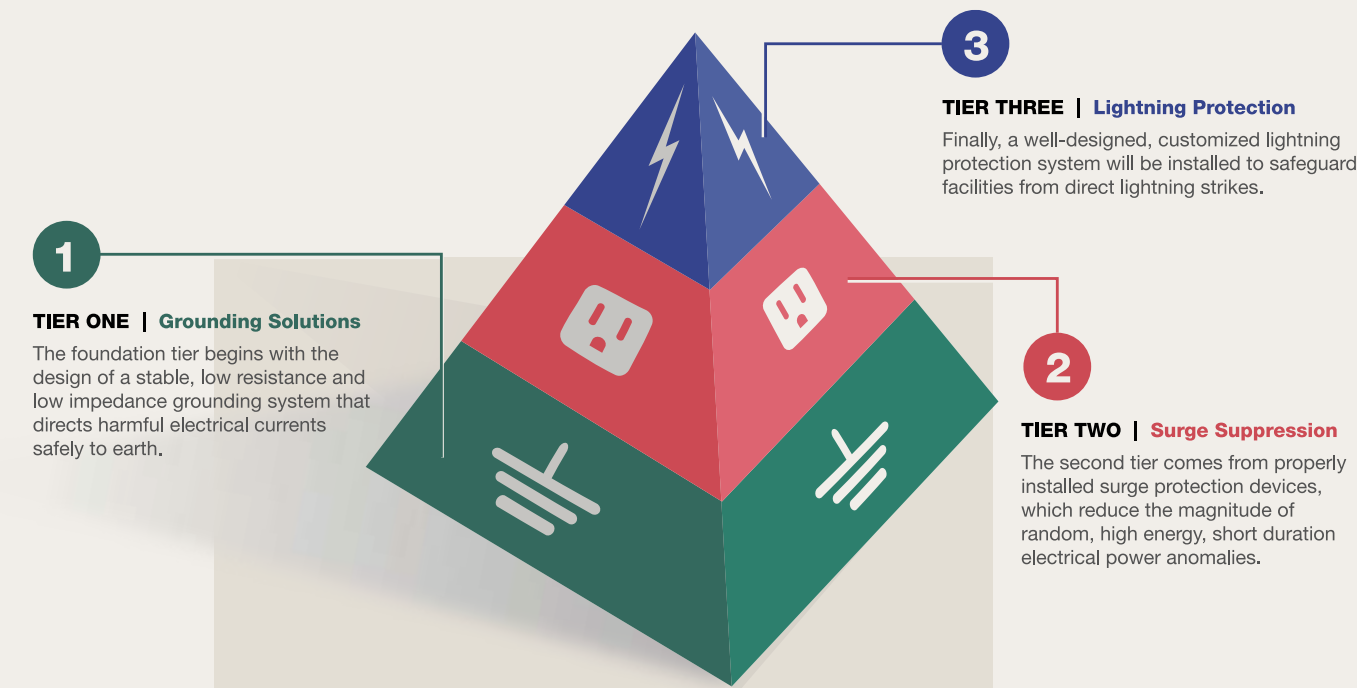 3
TIER THREE | Lightning Protection
Finally, a well-designed, customized lightning
protection system will be installed to safeguard
facilities from direct lightning strikes.
1
TIER ONE | Grounding Solutions
The foundation tier begins with the
design of a stable, low resistance and
low impedance grounding system that
directs harmful electrical currents
safely to earth.
2
TIER TWO | Surge Suppression
The second tier comes from properly
installed surge protection devices,
which reduce the magnitude of
random, high energy, short duration
electrical power anomalies.